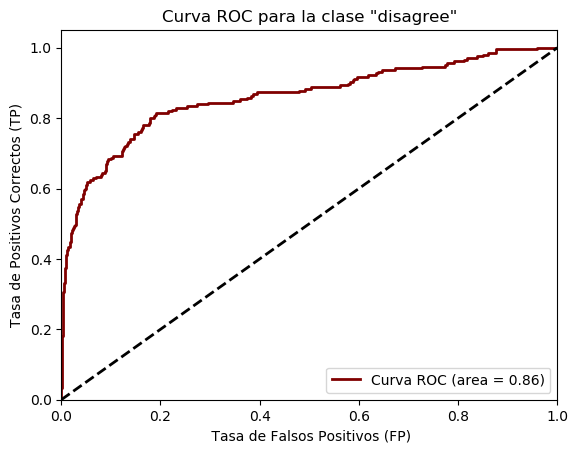 Curva ROC para la clase "disagree"
Tasa de Positivos Correctos (TP)
1.0
0.8
0.6
0.4
0.2
0.0
0.0 0.2 0.4 0.6 0.8 1.0
Curva ROC (area = 0.86)
Tasa de Falsos Positivos (FP)